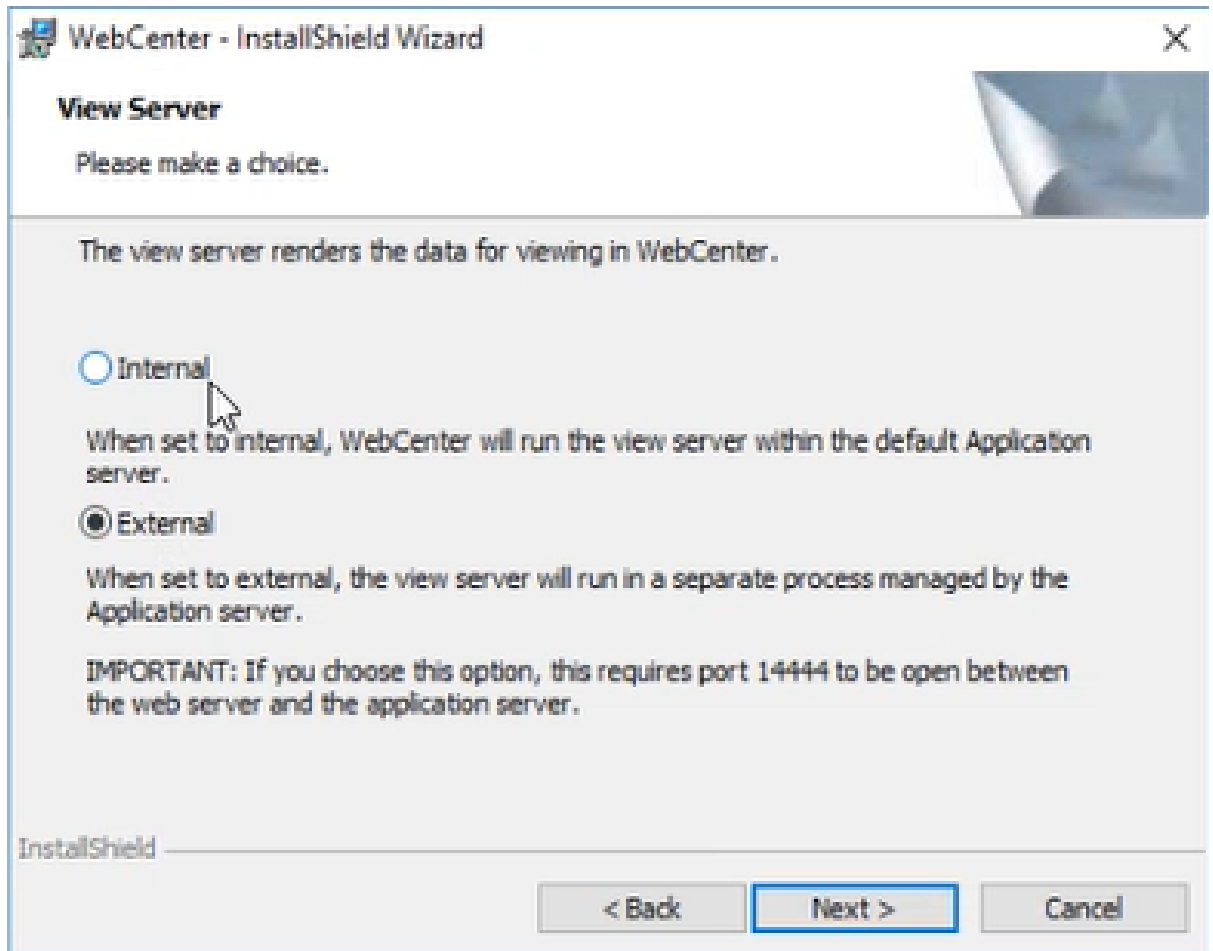 WebCenter - InstallShield Wizard
View Server
Please make a choice.
The view server renders the data for viewing in WebCenter.
Internal
When set to internal, WebCenter will run the view server within the default Application
server.
External
When set to external, the view server will run in a separate process managed by the
Application server.
IMPORTANT: If you choose this option, this requires port 14444 to be open between
the web server and the application server.
InstallShield
< Back
Next >
Cancel